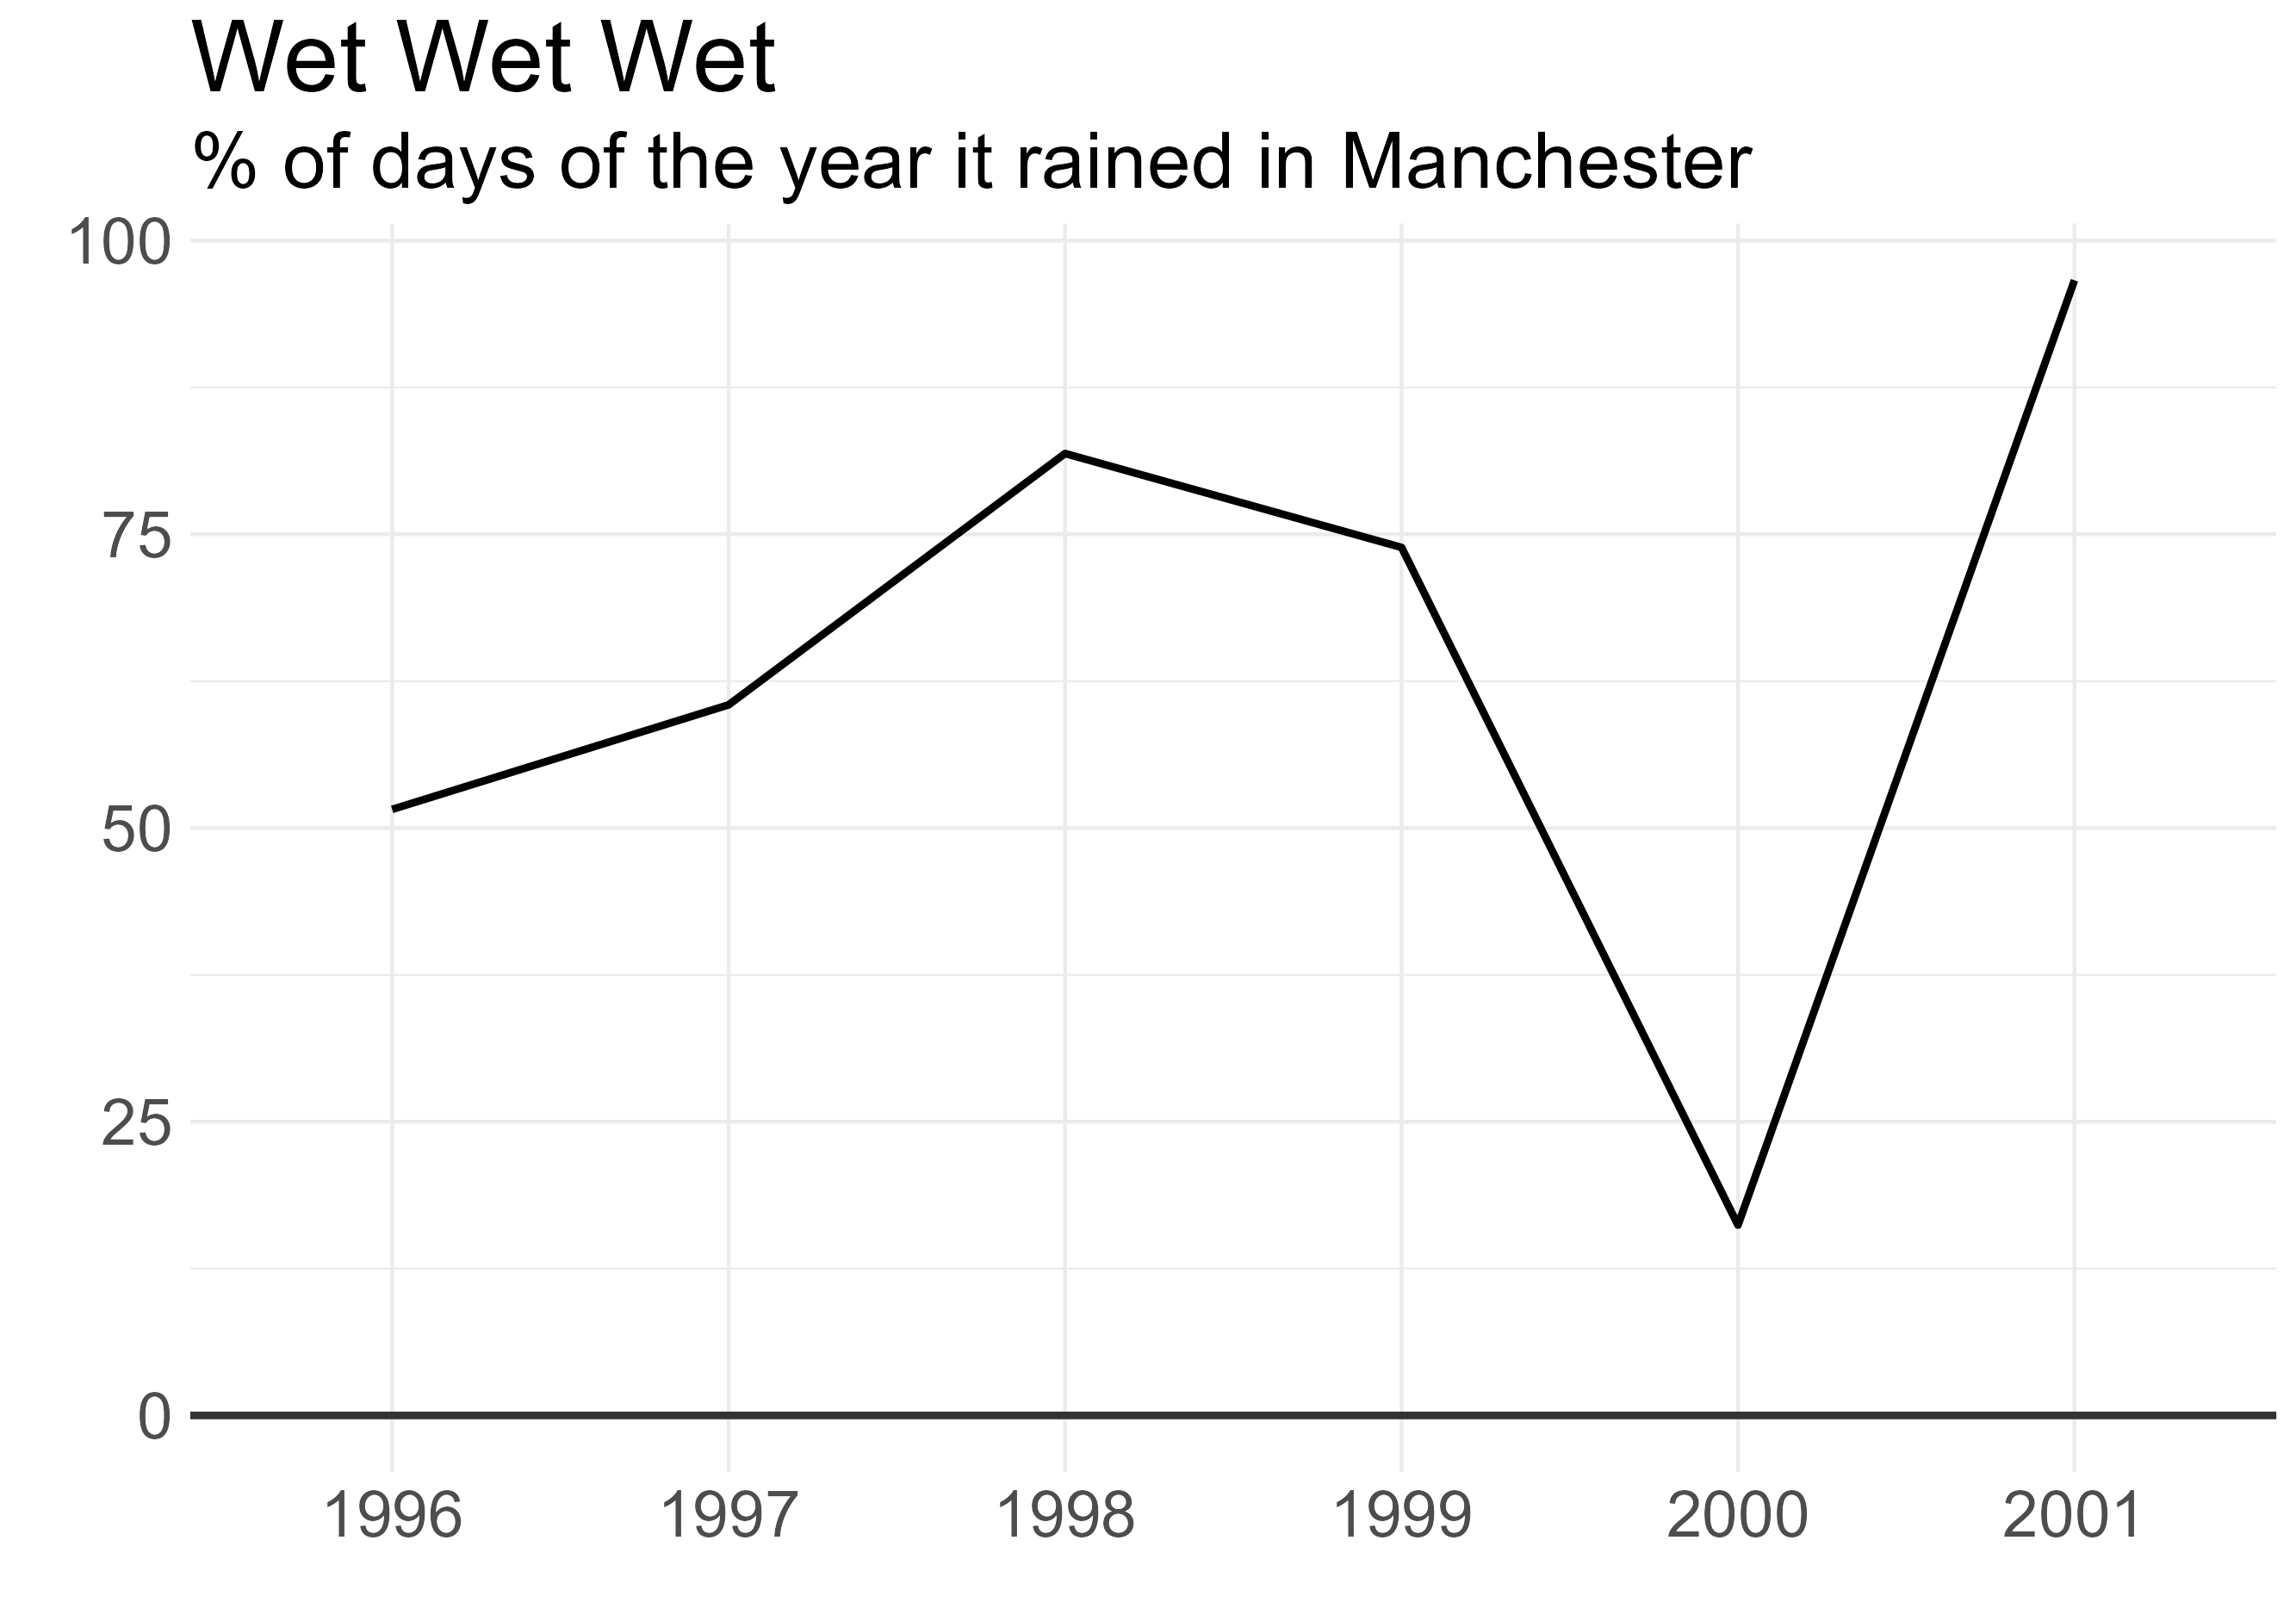 Wet Wet Wet
% of days of the year it rained in Manchester
100
75
50
25
0
1996 1997 1998 1999 2000 2001